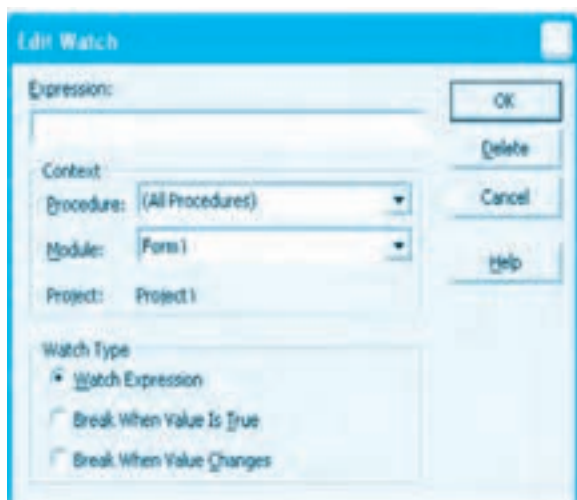 Edit Watch
Expression:
OK
Delete
Cancel
Help
Context
Procedure: (All Procedures)
Module: Form1
Project: Project1
Watch Type
Watch Expression
Break When Value Is True
Break When Value Changes